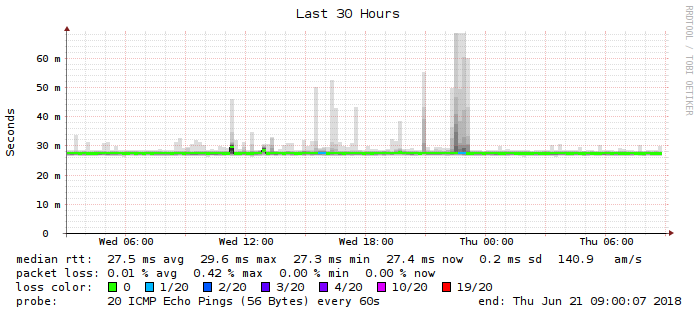 Last 30 Hours
RRDTOOL / TOBI OETIKER
Seconds
60 m
50 m
40 m
30 m
20 m
10 m
0
Wed 06:00 Wed 12:00 Wed 18:00 Thu 00:00 Thu 06:00
median rtt: 27.5 ms avg 29.6 ms max 27.3 ms min 27.4 ms now 0.2 ms sd 140.9 am/s
packet loss: 0.01 % avg 0.42 % max 0.00 % min 0.00 % now
loss color: 0 1/20 2/20 3/20 4/20 10/20 19/20
probe: 20 ICMP Echo Pings (56 Bytes) every 60s end: Thu Jun 21 09:00:07 2018